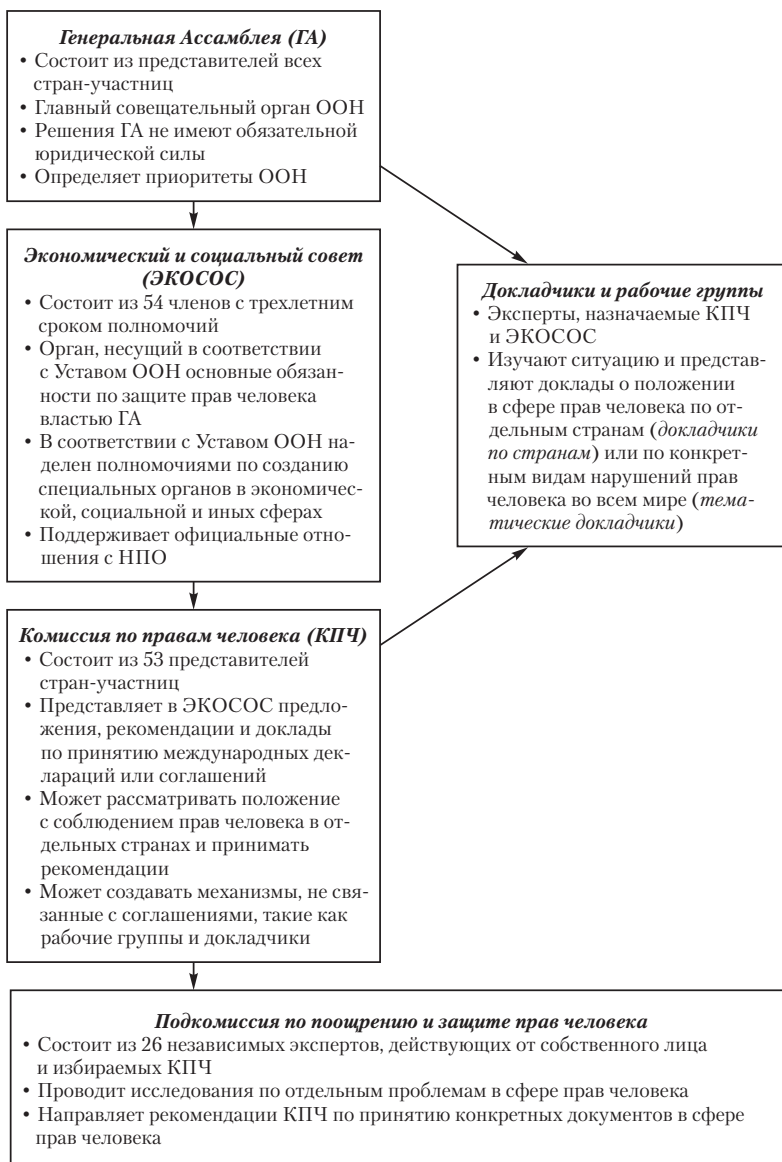 Генеральная Ассамблея (ГА)
• Состоит из представителей всех
стран-участниц
• Главный совещательный орган ООН
• Решения ГА не имеют обязательной
юридической силы
• Определяет приоритеты ООН
Экономический и социальный совет
(ЭКОСОС)
• Состоит из 54 членов с трехлетним
сроком полномочий
• Орган, несущий в соответствии
с Уставом ООН основные обязан-
ности по защите прав человека
властью ГА
• В соответствии с Уставом ООН на-
делен полномочиями по созданию
специальных органов в экономичес-
кой, социальной и иных сферах
• Поддерживает официальные отно-
шения с НПО
Докладчики и рабочие группы
• Эксперты, назначаемые КПЧ
и ЭКОСОС
• Изучают ситуацию и представ-
ляют доклады о положении
в сфере прав человека по от-
дельным странам (докладчики
по странам) или по конкрет-
ным видам нарушений прав
человека во всем мире (тема-
тические докладчики)
Комиссия по правам человека (КПЧ)
• Состоит из 53 представителей
стран-участниц
• Представляет в ЭКОСОС предло-
жения, рекомендации и доклады
по принятию международных дек-
лараций или соглашений
• Может рассматривать положение
с соблюдением прав человека в от-
дельных странах и принимать
рекомендации
• Может создавать механизмы, не свя-
занные с соглашениями, такие как
рабочие группы и докладчики
Подкомиссия по поощрению и защите прав человека
• Состоит из 26 независимых экспертов, действующих от собственного лица
и избираемых КПЧ
• Проводит исследования по отдельным проблемам в сфере прав человека
• Направляет рекомендации КПЧ по принятию конкретных документов в сфере
прав человека